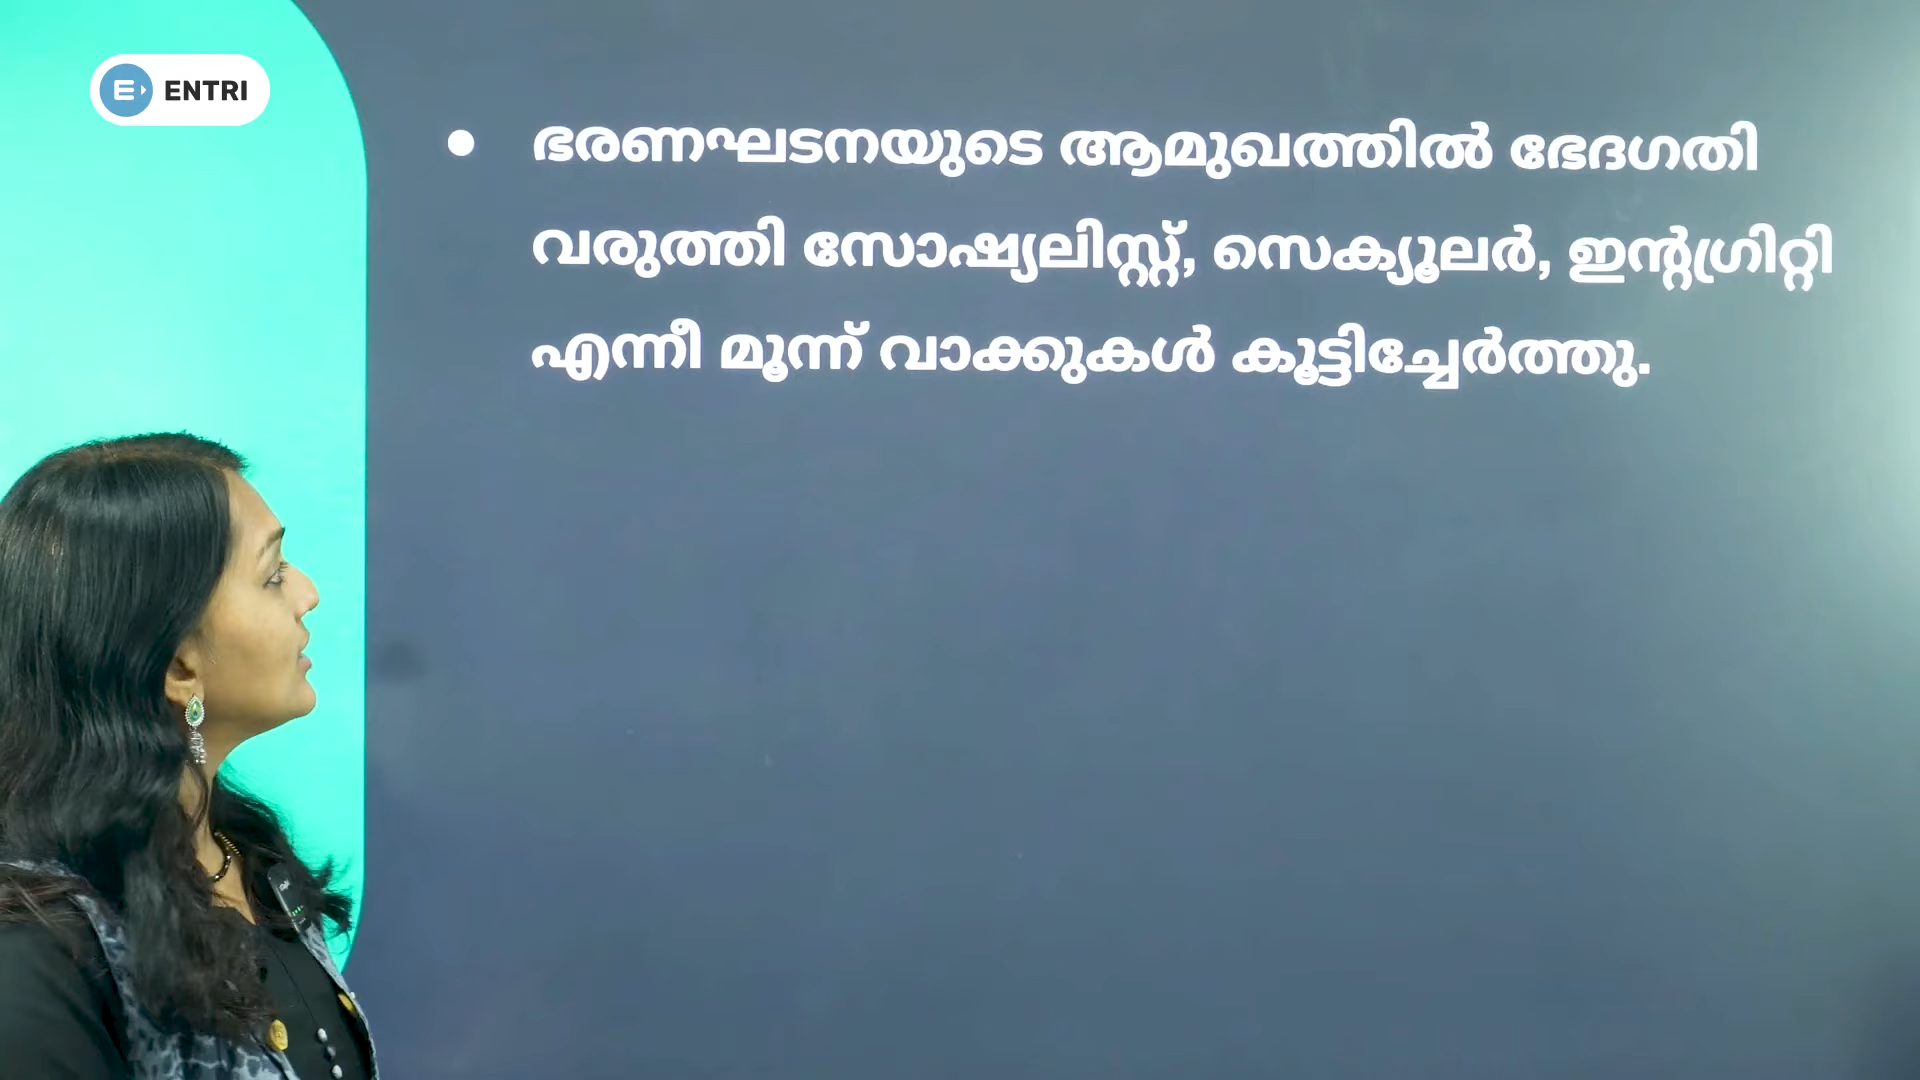 ENTRI
• ഭരണഘടനയുടെ ആമുഖത്തിൽ ഭേദഗതി
വരുത്തി സോഷ്യലിസ്റ്റ്, സെക്യൂലർ, ഇന്റഗ്രിറ്റി
എന്നീ മൂന്ന് വാക്കുകൾ കൂട്ടിച്ചേർത്തു.